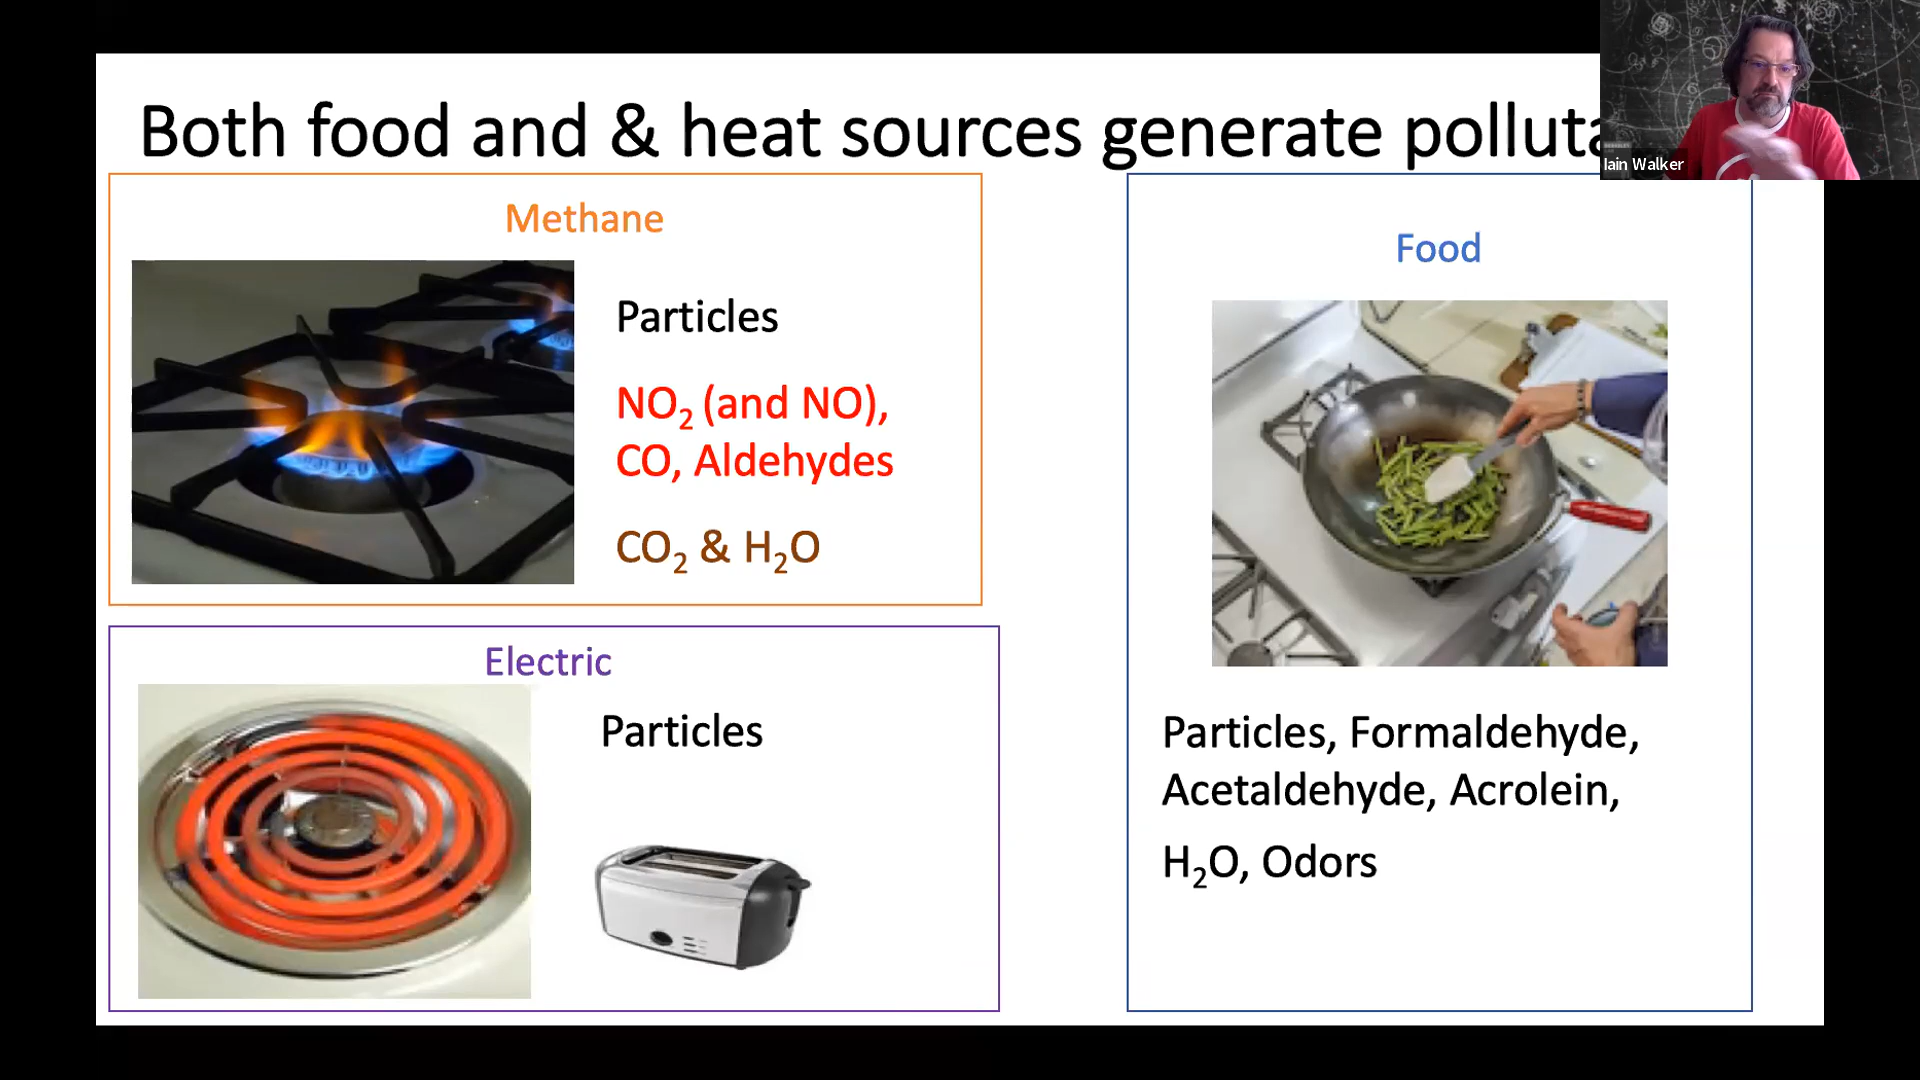 Both food and & heat sources generate
Iain Walker
Methane
Particles
NO₂ (and NO),
CO, Aldehydes
CO₂ & H₂O
Electric
Particles
Food
Particles, Formaldehyde,
Acetaldehyde, Acrolein,
H₂O, Odors